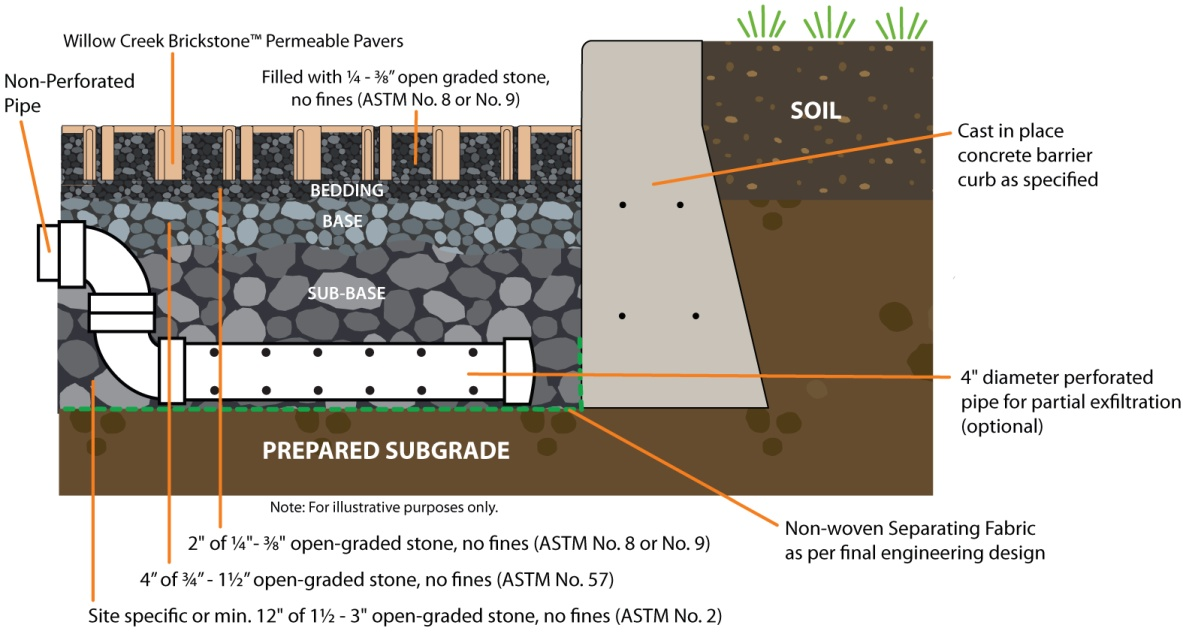 Willow Creek Brickstone™ Permeable Pavers
Non-Perforated
Pipe
Filled with ¼ - ⅜" open graded stone,
no fines (ASTM No. 8 or No. 9)
SOIL
Cast in place
concrete barrier
curb as specified
BEDDING
BASE
SUB-BASE
4" diameter perforated
pipe for partial exfiltration
(optional)
PREPARED SUBGRADE
Note: For illustrative purposes only.
Non-woven Separating Fabric
as per final engineering design
2" of ¼"- ⅜" open-graded stone, no fines (ASTM No. 8 or No. 9)
4” of ¾” - 1½” open-graded stone, no fines (ASTM No. 57)
Site specific or min. 12" of 1½ - 3" open-graded stone, no fines (ASTM No. 2)